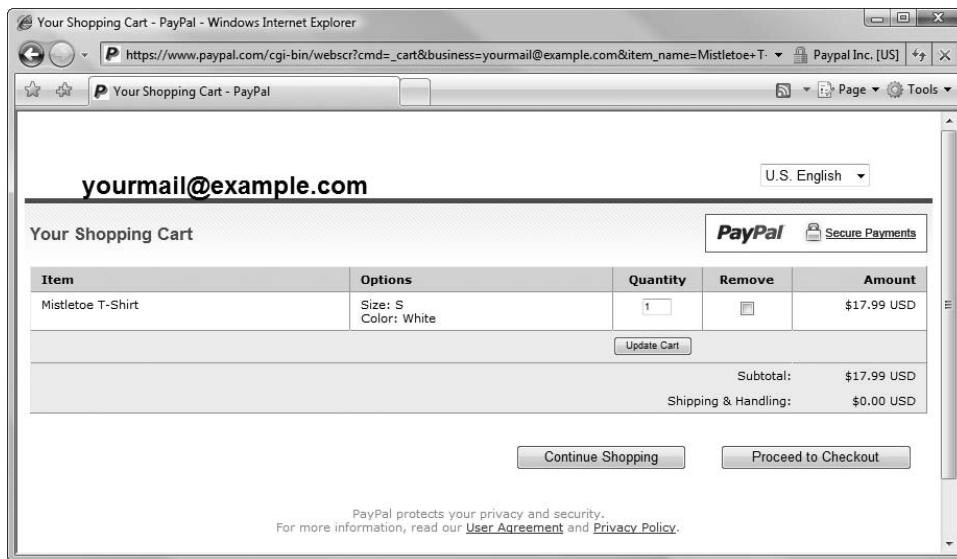 Your Shopping Cart - PayPal - Windows Internet Explorer
https://www.paypal.com/cgi-bin/webscr?cmd=_cart&business=yourmail@example.com&item_name=Mistletoe+T- Paypal Inc. [US]
Your Shopping Cart - PayPal Page Tools
yourmail@example.com U.S. English
Your Shopping Cart PayPal Secure Payments
Item Options Quantity Remove Amount
Mistletoe T-Shirt Size: S 1 $17.99 USD
Color: White
Update Cart
Subtotal: $17.99 USD
Shipping & Handling: $0.00 USD
Continue Shopping Proceed to Checkout
PayPal protects your privacy and security.
For more information, read our User Agreement and Privacy Policy.